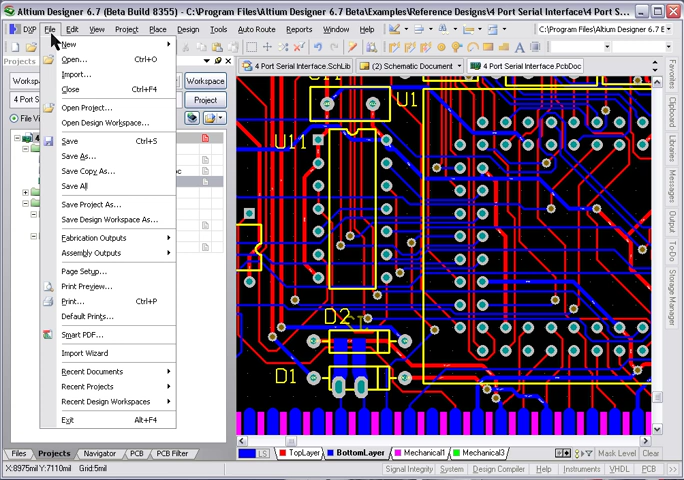 Altium Designer 6.7 (Beta Build 8355) - C:\Program Files\Altium Designer 6.7 Beta\Examples\Reference Designs\4 Port Serial Interface\4 Port S...
DXP File Edit View Project Place Design Tools Auto Route Reports Window Help
C:\Program Files\Altium Designer 6.7 E
Projects
4 Port Serial Interface.SchLib
(2) Schematic Document
4 Port Serial Interface.PcbDoc
Works
Workspace
4 Port
Project
File Vi
4
oc
New
Open... Ctrl+O
Import...
Close Ctrl+F4
Open Project...
Open Design Workspace...
Save Ctrl+S
Save As...
Save Copy As...
Save All
Save Project As...
Save Design Workspace As...
Fabrication Outputs
Assembly Outputs
Page Setup...
Print Preview...
Print... Ctrl+P
Default Prints...
Smart PDF...
Import Wizard
Recent Documents
Recent Projects
Recent Design Workspaces
Exit Alt+F4
U1
U11
D2
D1
Favorites
Clipboard
Libraries
Messages
Output
To-Do
Storage Manager
Files Projects Navigator PCB PCB Filter
LS TopLayer BottomLayer Mechanical1 Mechanical3 Mask Level Clear
X:8975mil Y:7110mil Grid:5mil
Signal Integrity System Design Compiler Help Instruments VHDL PCB